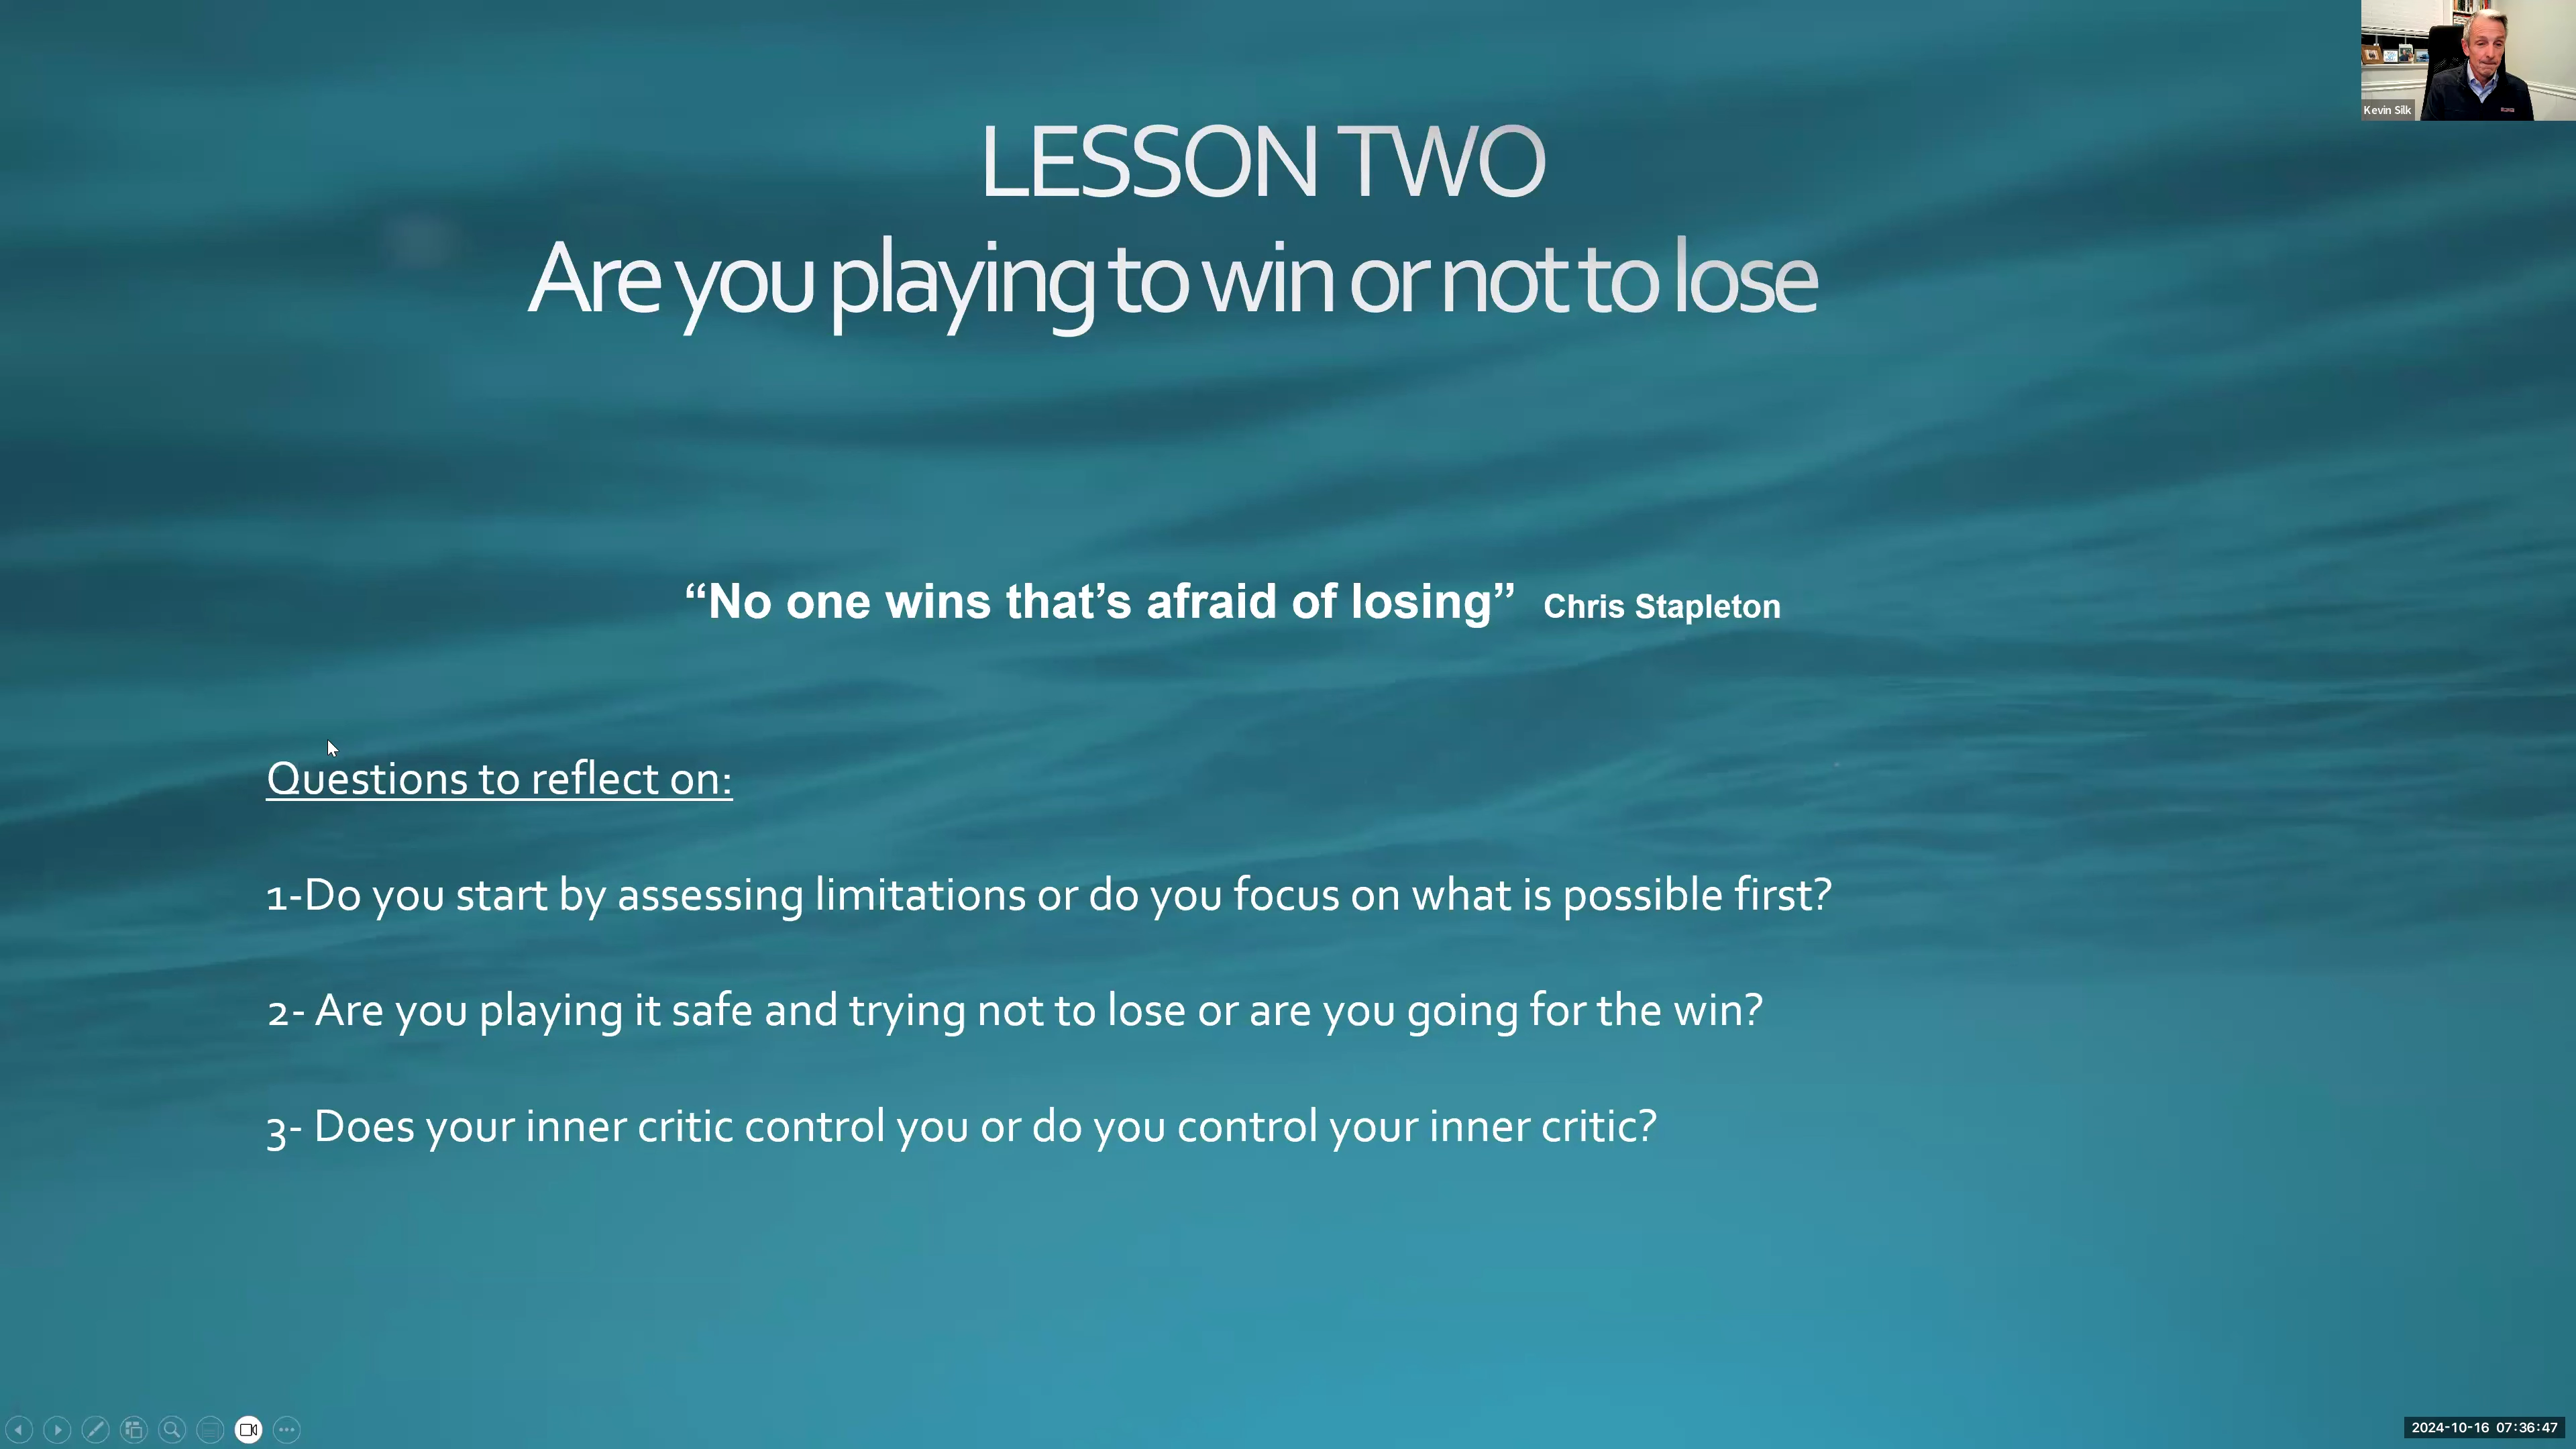 Kevin Silk
LESSON TWO
Are you playing to win or not to lose
“No one wins that’s afraid of losing” Chris Stapleton
Questions to reflect on:
1-Do you start by assessing limitations or do you focus on what is possible first?
2- Are you playing it safe and trying not to lose or are you going for the win?
3- Does your inner critic control you or do you control your inner critic?
2024-10-16 07:36:47